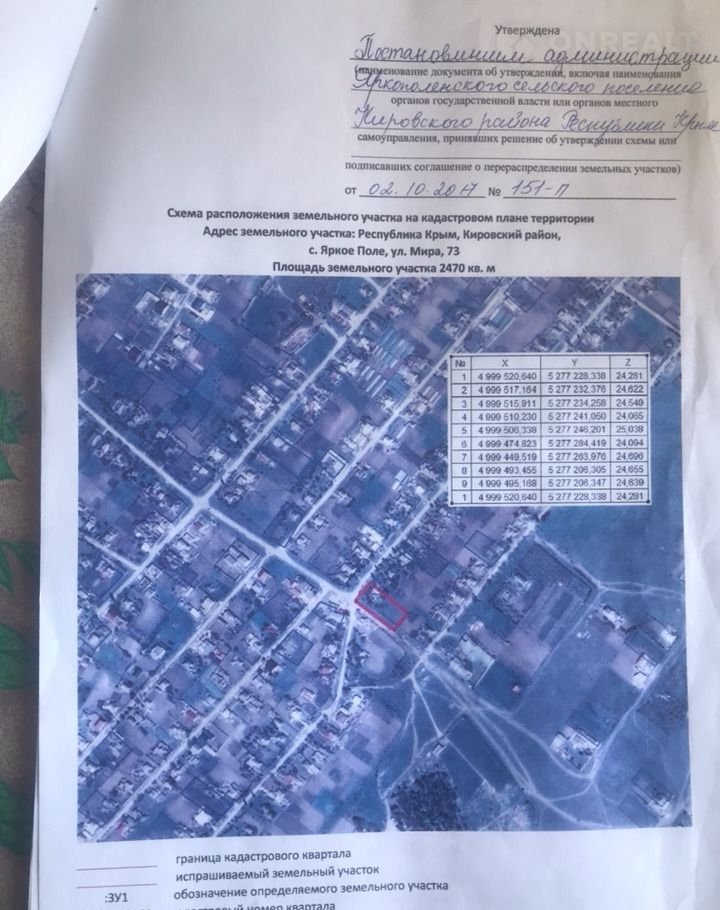 ONREALT
Утверждена
Постановлением администрации
(наименование документа об утверждении, включая наименования
Яркополенского сельского поселения
органов государственной власти или органов местного
Кировского района Республики Крым
самоуправления, принявших решение об утверждении схемы или
подписавших соглашение о перераспределении земельных участков)
от 02.10.2017 № 151-П
Схема расположения земельного участка на кадастровом плане территории
Адрес земельного участка: Республика Крым, Кировский район,
с. Яркое Поле, ул. Мира, 73
Площадь земельного участка 2470 кв. м
№ X Y Z
1 4 999 520,640 5 277 228,338 24,281
2 4 999 517,164 5 277 232,376 24,622
3 4 999 515,911 5 277 234,258 24,549
4 4 999 510,230 5 277 241,050 24,065
5 4 999 506,338 5 277 246,201 25,038
6 4 999 474,823 5 277 284,419 24,094
7 4 999 449,519 5 277 263,976 24,696
8 4 999 493,455 5 277 206,305 24,655
9 4 999 495,168 5 277 206,347 24,639
1 4 999 520,640 5 277 228,338 24,281
граница кадастрового квартала
испрашиваемый земельный участок
:ЗУ1 обозначение определяемого земельного участка
кадастровый номер квартала